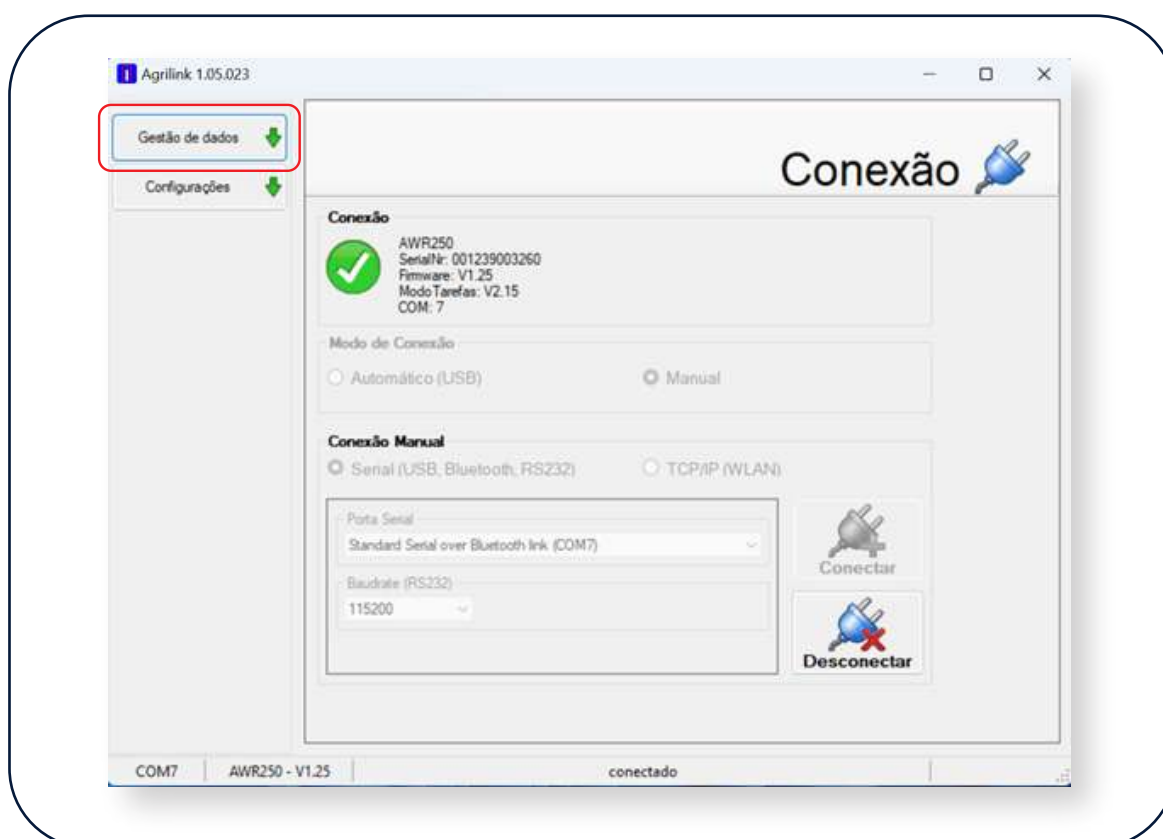 Agrilink 1.05.023
Gestão de dados
Configurações
Conexão
Conexão
AWR250
SerialNr: 001239003260
Firmware: V1.25
ModoTarefas: V2.15
COM: 7
Modo de Conexão
Automático (USB)
Manual
Conexão Manual
Serial (USB, Bluetooth, RS232)
TCP/IP (WLAN)
Porta Serial
Standard Serial over Bluetooth link (COM7)
Conectar
Baudrate (RS232)
115200
Desconectar
COM7
AWR250 - V1.25
conectado